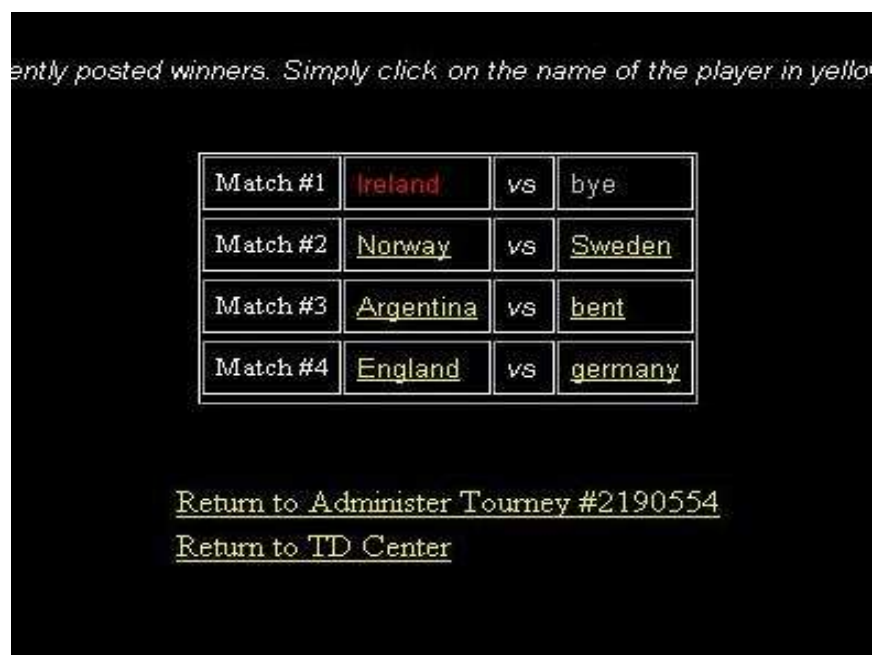 ently posted winners. Simply click on the name of the player in
Match #1 Ireland vs bye
Match #2 Norway vs Sweden
Match #3 Argentina vs bent
Match #4 England vs germany
Return to Administer Tourney #2190554
Return to TD Center